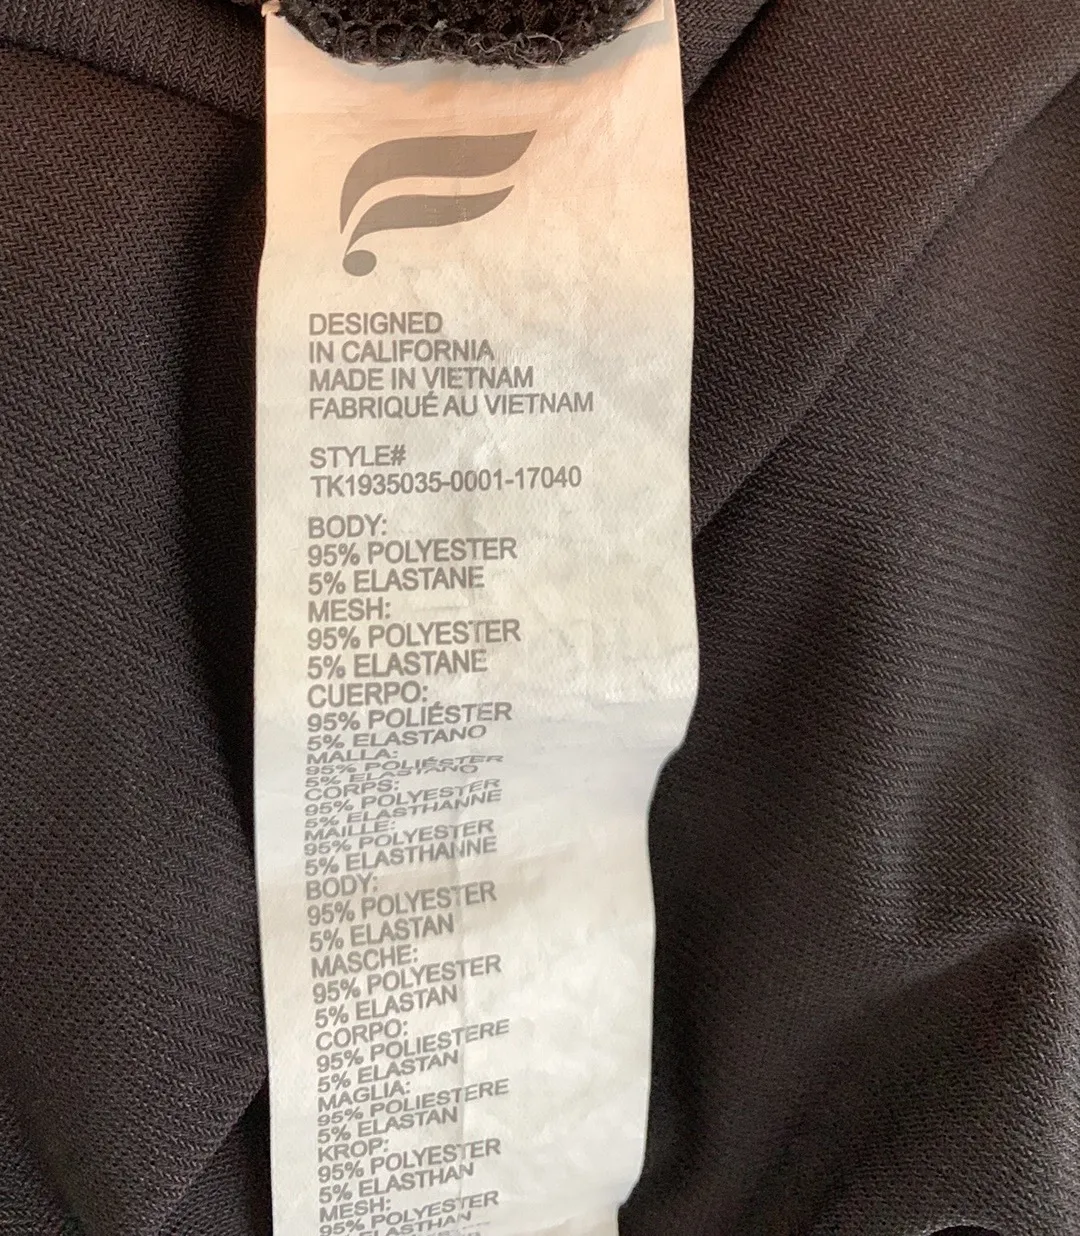 DESIGNED
IN CALIFORNIA
MADE IN VIETNAM
FABRIQUÉ AU VIETNAM
STYLE#
TK1935035-0001-17040
BODY:
95% POLYESTER
5% ELASTANE
MESH:
95% POLYESTER
5% ELASTANE
CUERPO:
95% POLIÉSTER
5% ELASTANO
MALLA:
95% POLIÉSTER
5% ELASTANO
CORPS:
95% POLYESTER
5% ELASTHANNE
MAILLE:
95% POLYESTER
5% ELASTHANNE
BODY:
95% POLYESTER
5% ELASTAN
MASCHE:
95% POLYESTER
5% ELASTAN
CORPO:
95% POLIESTERE
5% ELASTAN
MAGLIA:
95% POLIESTERE
5% ELASTAN
KROP:
95% POLYESTER
5% ELASTHAN
MESH:
95% POLYESTER
ELASTHAN